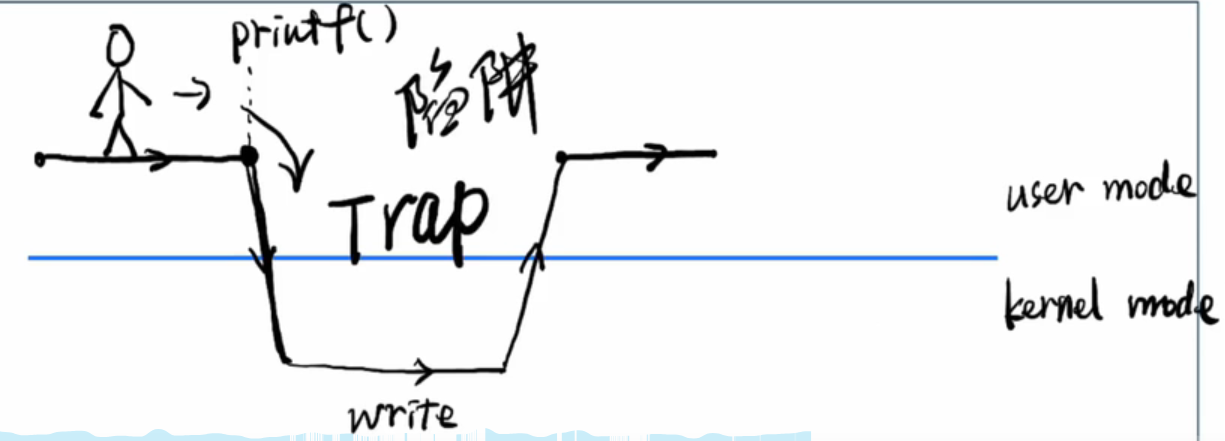 printf()
陷阱
Trap
user mode
kernel mode
write